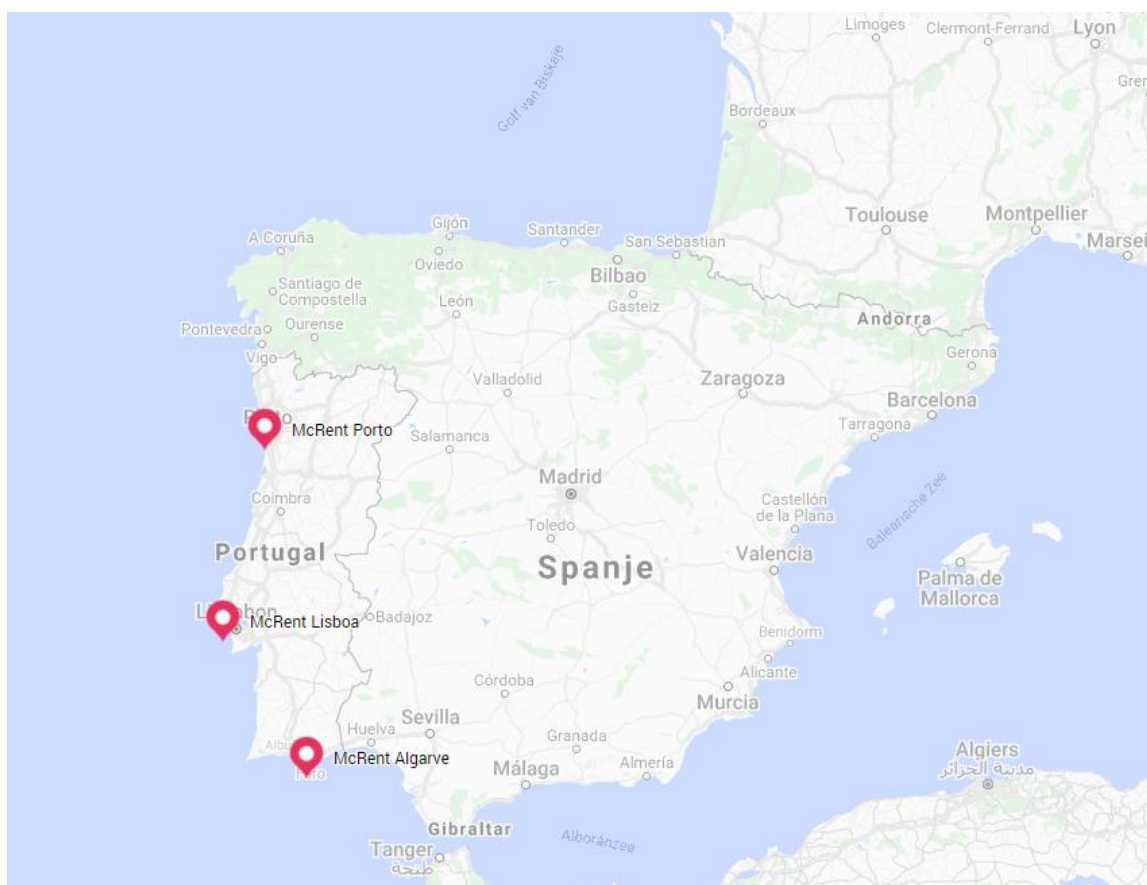 Limoges
Clermont-Ferrand
Lyon
Gren
Golf van Biskaje
Bordeaux
Toulouse
Montpellier
Marsei
A Coruña
Gijón
Santander
San Sebastian
Oviedo
Bilbao
Santiago de
Compostella
León
Gasteiz
Andorra
Pontevedra
Ourense
Vigo
Gerona
Valladolid
Zaragoza
Barcelona
Tarragona
McRent Porto
Salamanca
Madrid
Coimbra
Castellón
de la Plana
Balearische Zee
Toledo
Portugal
Spanje
Valencia
Palma de
Mallorca
McRent Lisboa
Badajoz
Benidorm
Alicante
Córdoba
Murcia
Huelva
Sevilla
Granada
McRent Algarve
Málaga
Almería
Algiers
مدينة الجزائر
Gibraltar
Alboránzee
Tanger
طنجة